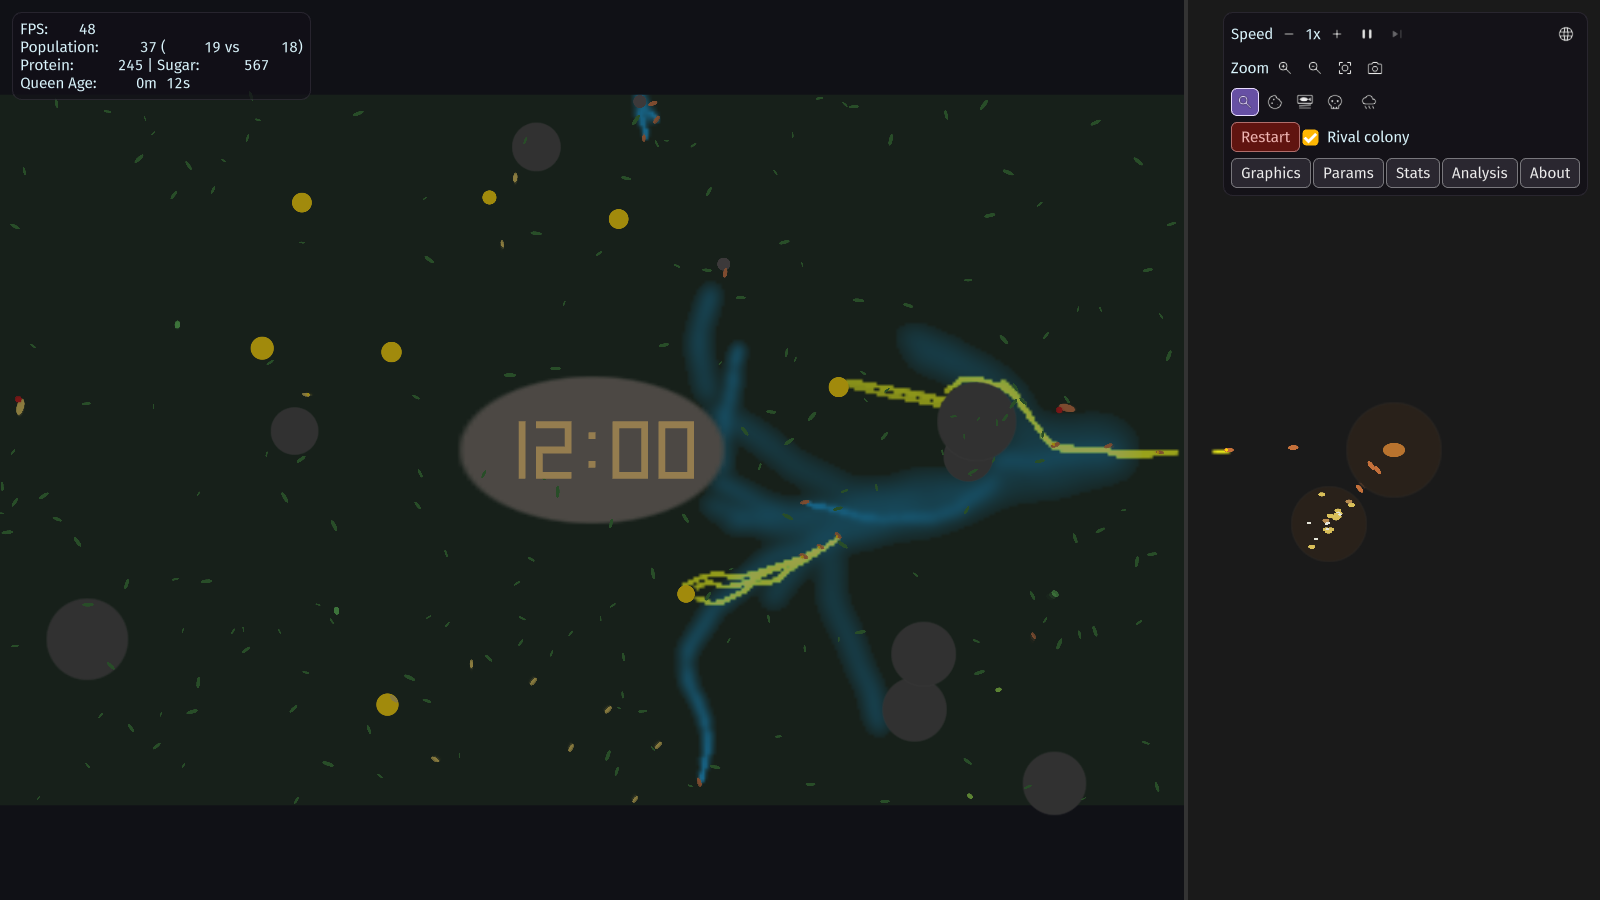 FPS: 48
Population: 37 ( 19 vs 18)
Protein: 245 | Sugar: 567
Queen Age: 0m 12s
Speed − 1x +
Zoom
Restart Rival colony
Graphics Params Stats Analysis About
12:00